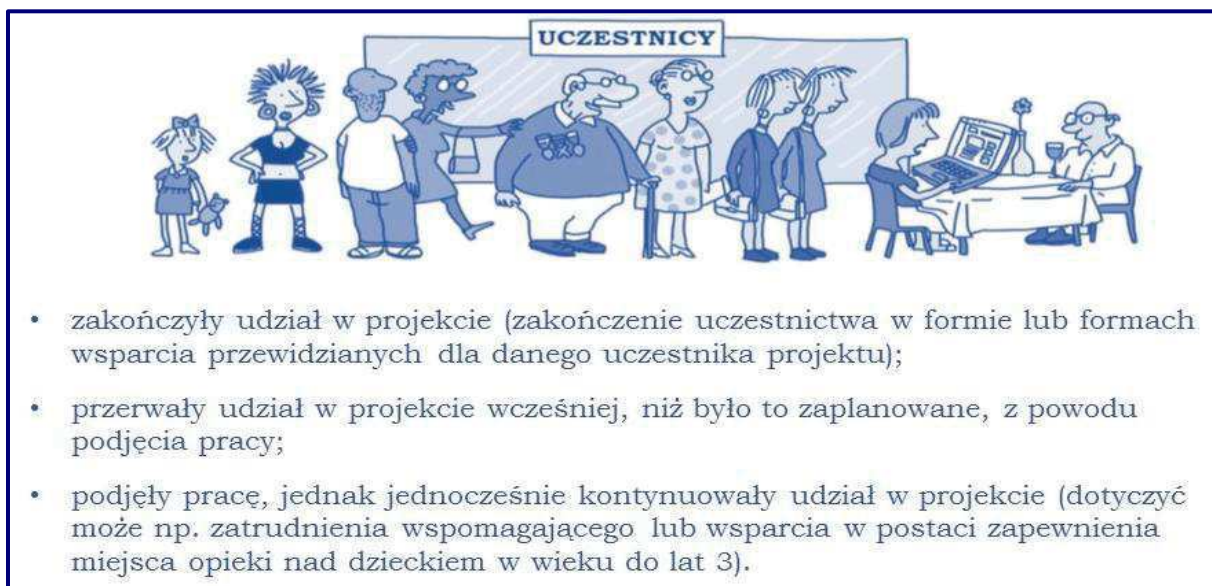 UCZESTNICY
• zakończyły udział w projekcie (zakończenie uczestnictwa w formie lub formach
wsparcia przewidzianych dla danego uczestnika projektu);
• przerwały udział w projekcie wcześniej, niż było to zaplanowane, z powodu
podjęcia pracy;
• podjęły pracę, jednak jednocześnie kontynuowały udział w projekcie (dotyczyć
może np. zatrudnienia wspomagającego lub wsparcia w postaci zapewnienia
miejsca opieki nad dzieckiem w wieku do lat 3).